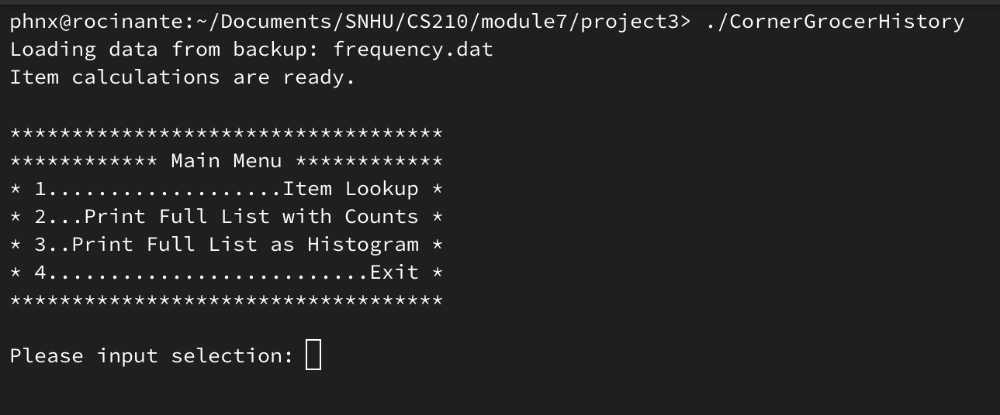 phnx@rocinante:~/Documents/SNHU/CS210/module7/project3> ./CornerGrocerHistory
Loading data from backup: frequency.dat
Item calculations are ready.
***********************************
************ Main Menu ************
* 1...................Item Lookup *
* 2...Print Full List with Counts *
* 3..Print Full List as Histogram *
* 4..........................Exit *
***********************************
Please input selection: